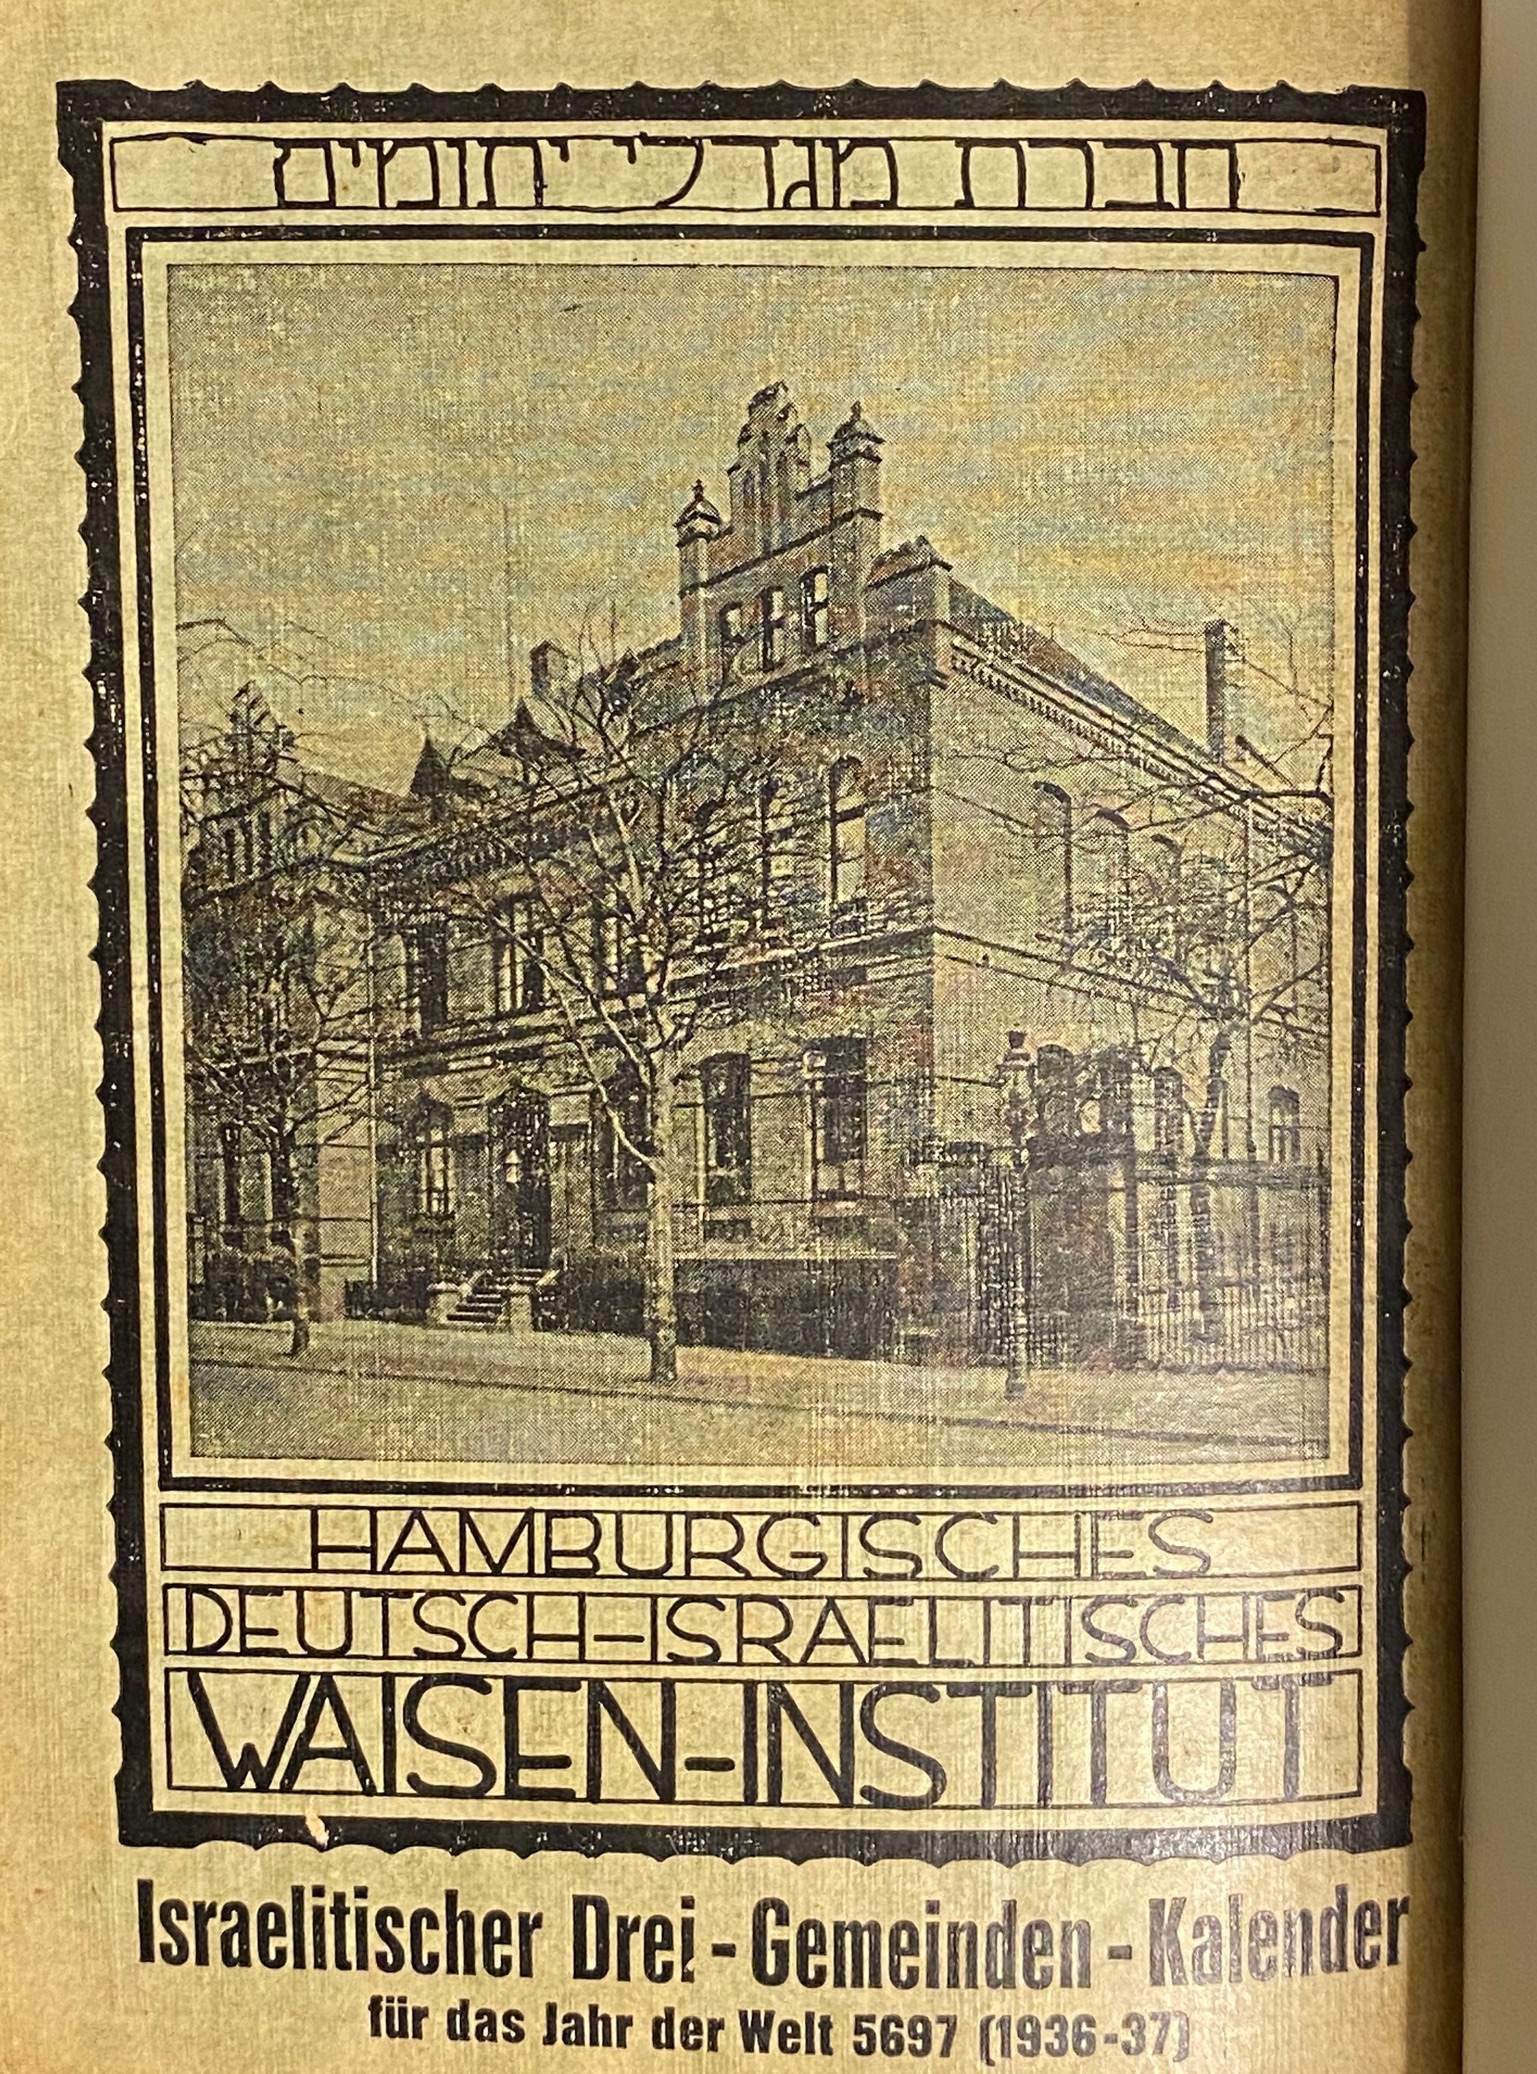 חברת מגדלי יתומים
HAMBURGISCHES
DEUTSCH-ISRAELITISCHES
WAISEN-INSTITUT
Israelitischer Drei-Gemeinden-Kalender
für das Jahr der Welt 5697 (1936-37)